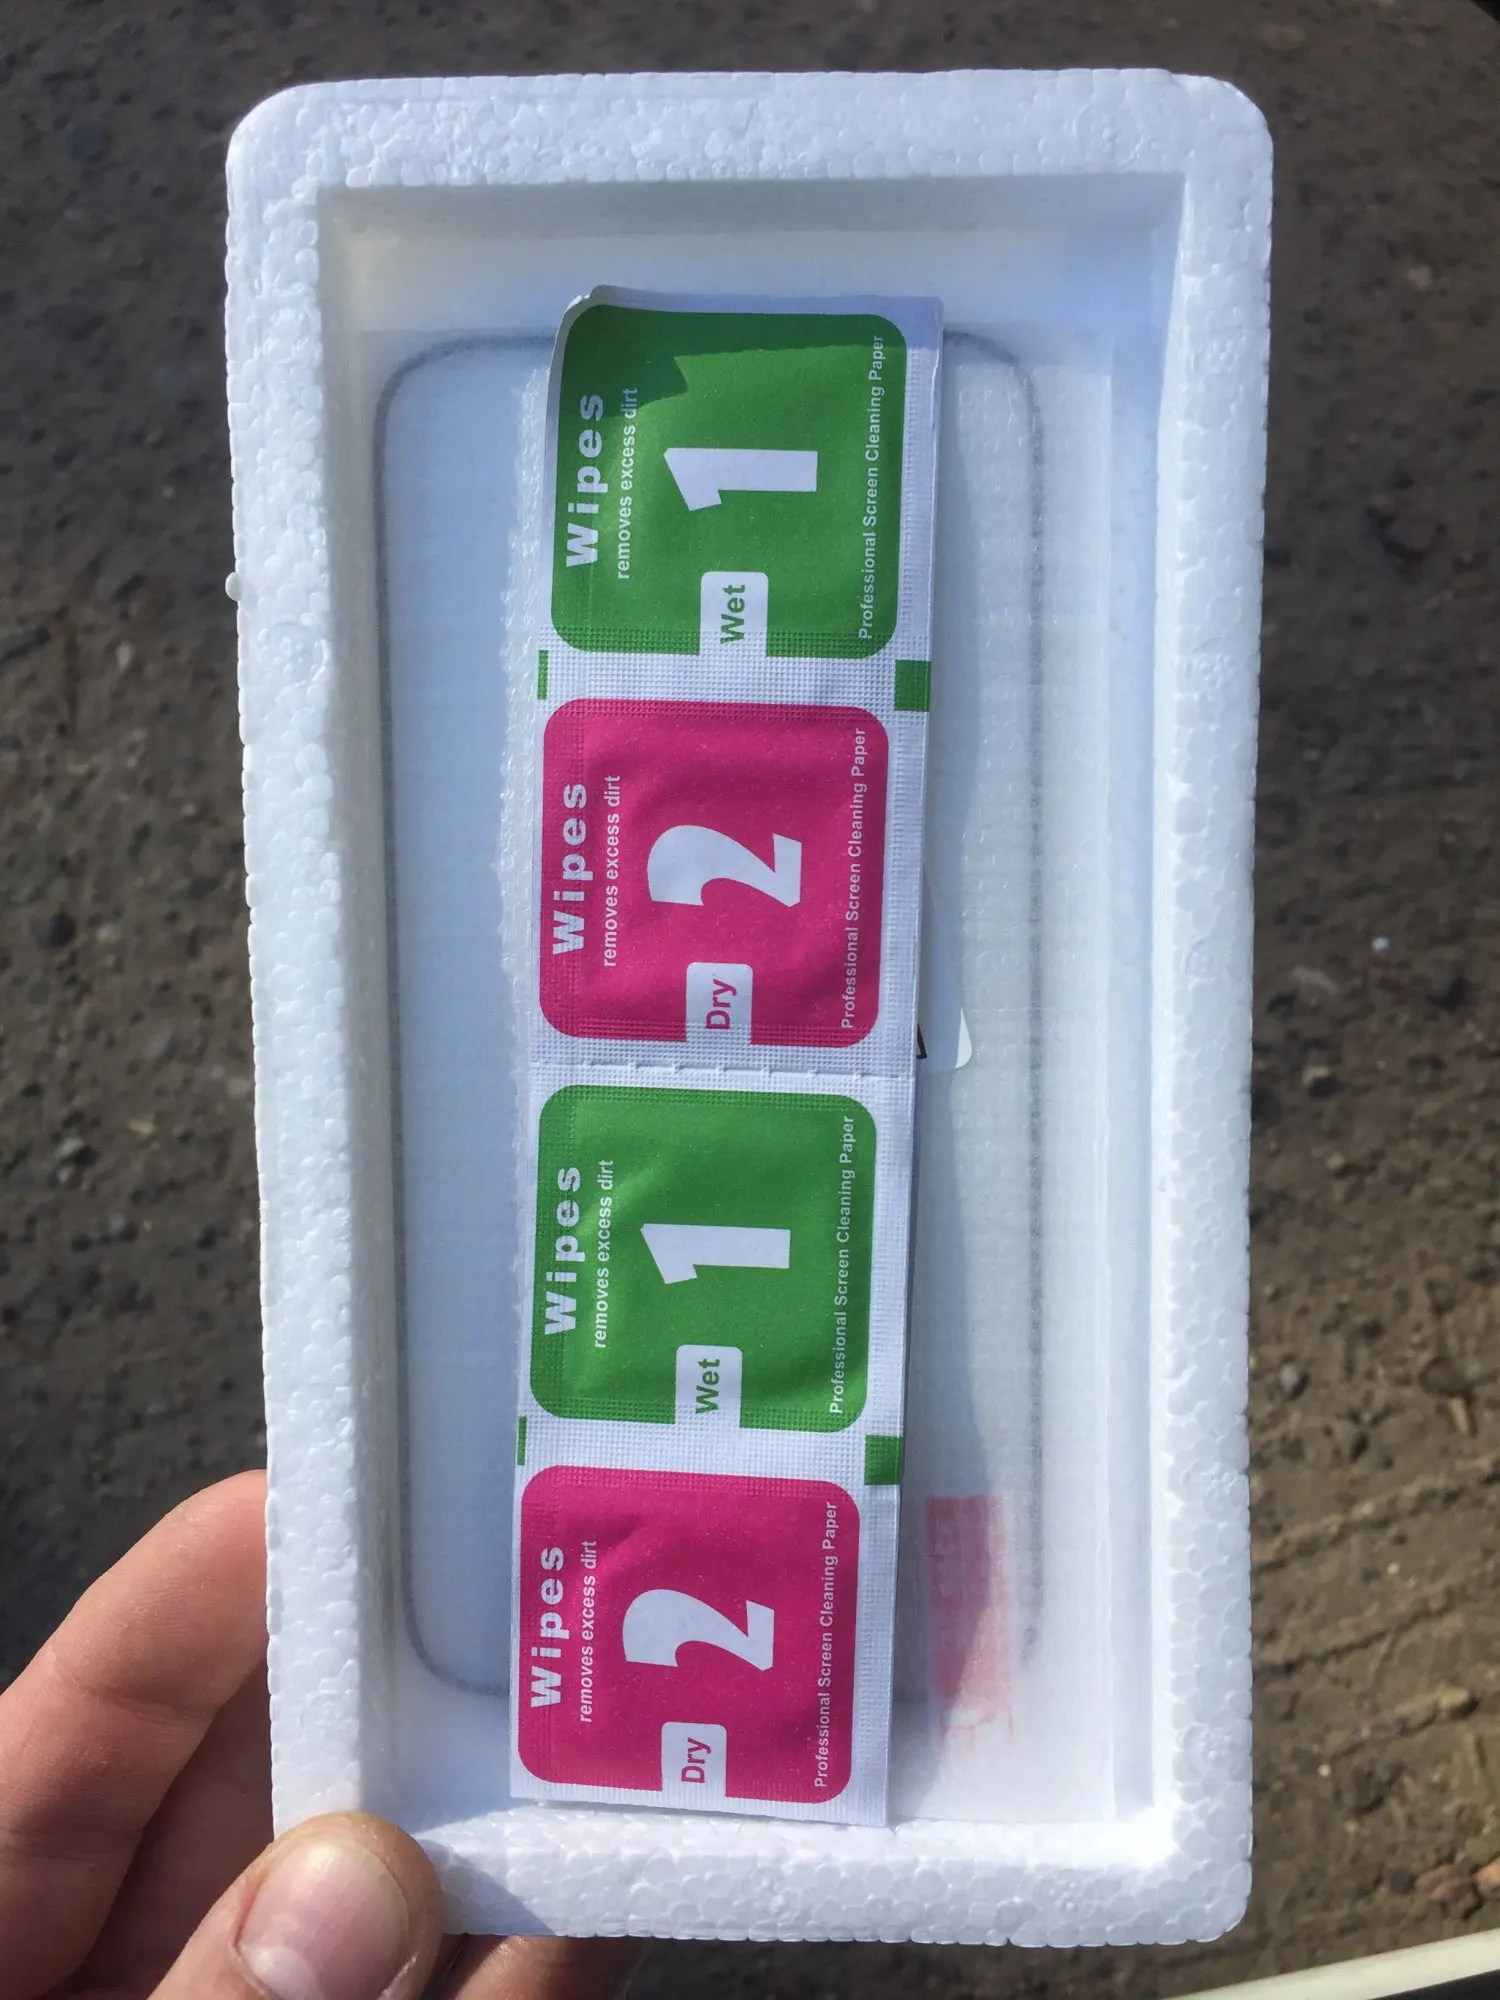 Wipes
removes excess dirt
1
Wet
Professional Screen Cleaning Paper
Wipes
removes excess dirt
2
Dry
Professional Screen Cleaning Paper
Wipes
removes excess dirt
1
Wet
Professional Screen Cleaning Paper
Wipes
removes excess dirt
2
Dry
Professional Screen Cleaning Paper